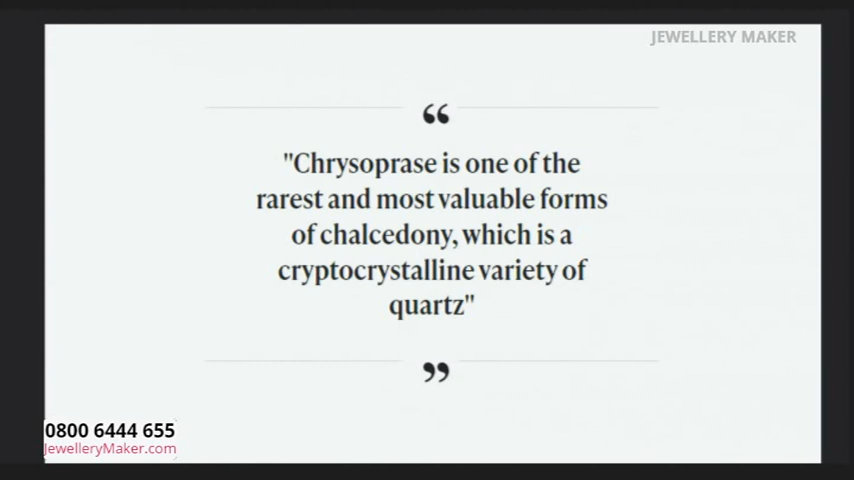 JEWELLERY MAKER
“
"Chrysoprase is one of the
rarest and most valuable forms
of chalcedony, which is a
cryptocrystalline variety of
quartz"
”
0800 6444 655
JewelleryMaker.com